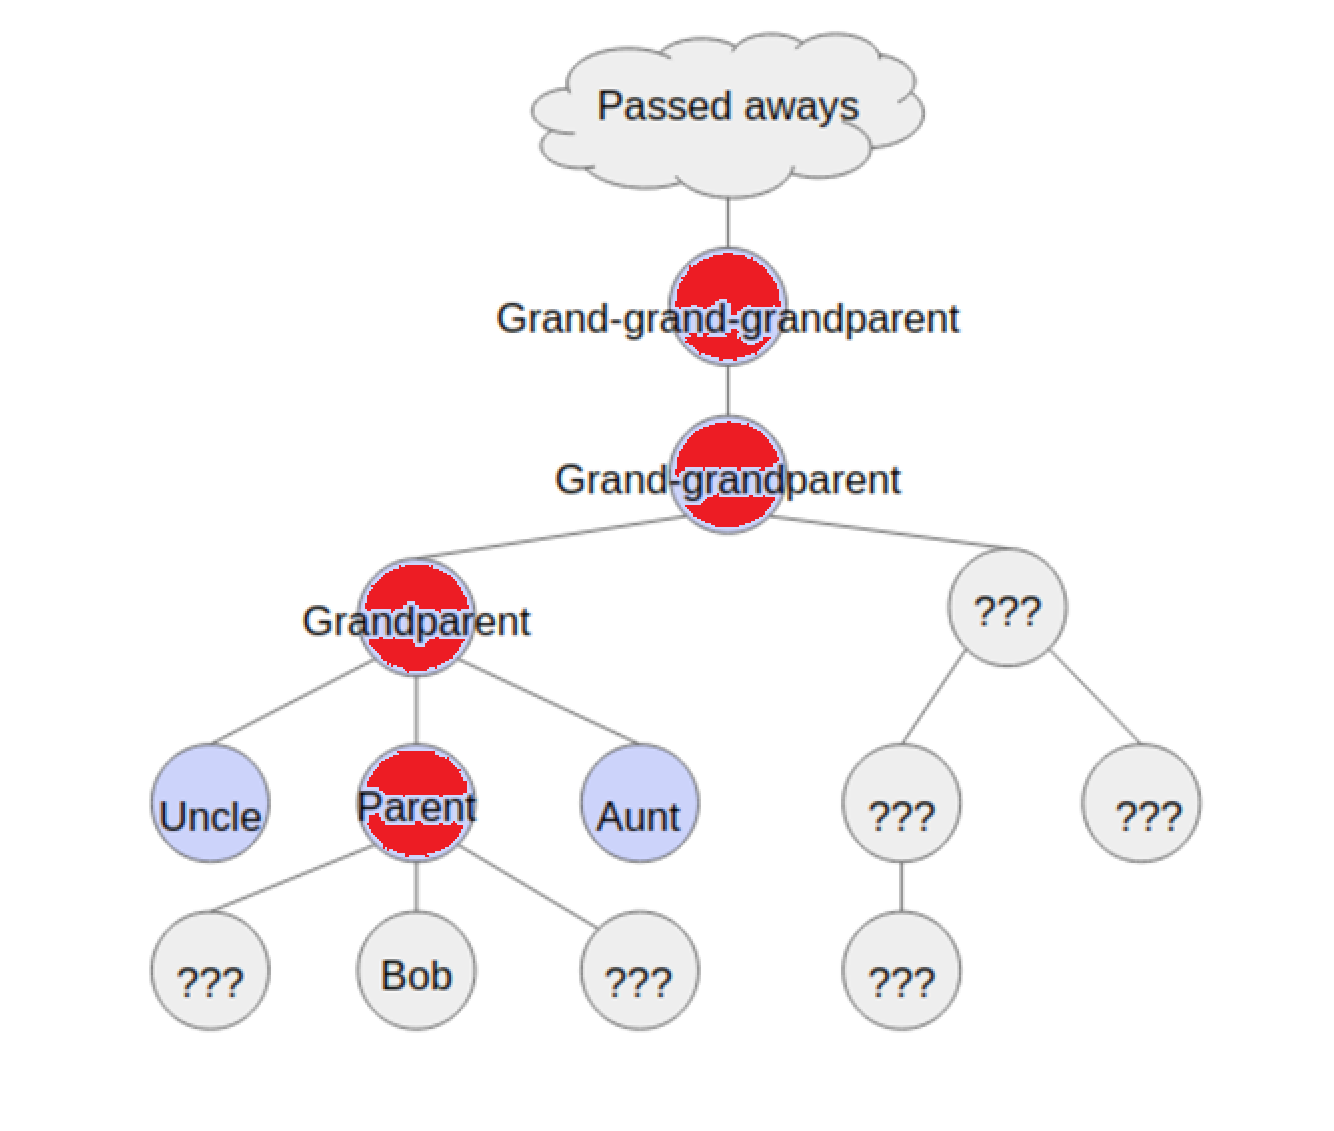 Passed aways
Grand-grand-grandparent
Grand-grandparent
Grandparent
???
Uncle
Parent
Aunt
???
???
???
Bob
???
???